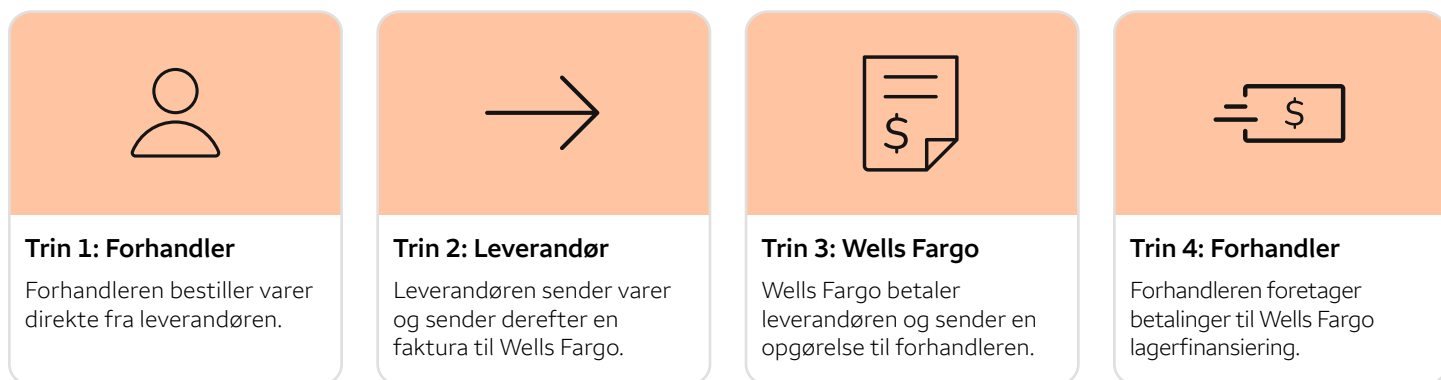 $
$
Trin 1: Forhandler
Forhandleren bestiller varer
direkte fra leverandøren.
Trin 2: Leverandør
Leverandøren sender varer
og sender derefter en
faktura til Wells Fargo.
Trin 3: Wells Fargo
Wells Fargo betaler
leverandøren og sender en
opgørelse til forhandleren.
Trin 4: Forhandler
Forhandleren foretager
betalinger til Wells Fargo
lagerfinansiering.